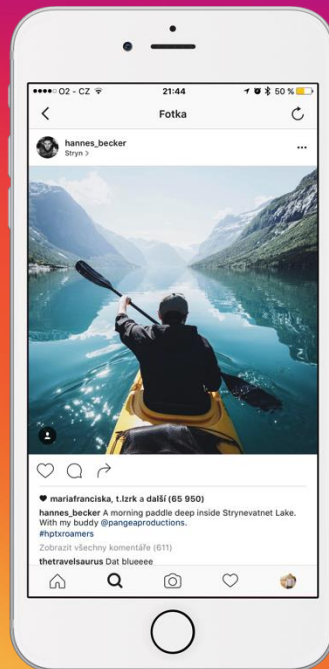 O2 - CZ 21:44 50 %
Fotka
hannes_becker
Stryn >
mariafranciska, t.lzrk a další (65 950)
hannes_becker A morning paddle deep inside Strynevatnet Lake.
With my buddy @pangeaproductions.
#hptxroamers
Zobrazit všechny komentáře (611)
thetravelsaurus Dat blueeee